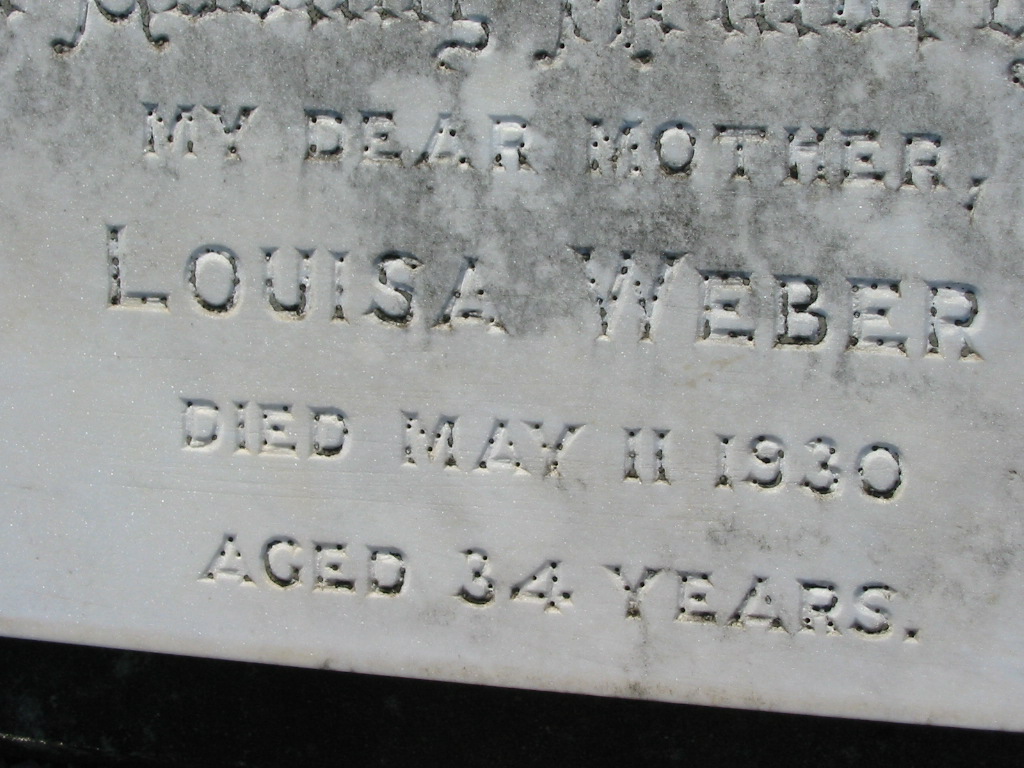 MY DEAR MOTHER,
LOUISA WEBER
DIED MAY 11 1930
AGED 34 YEARS.